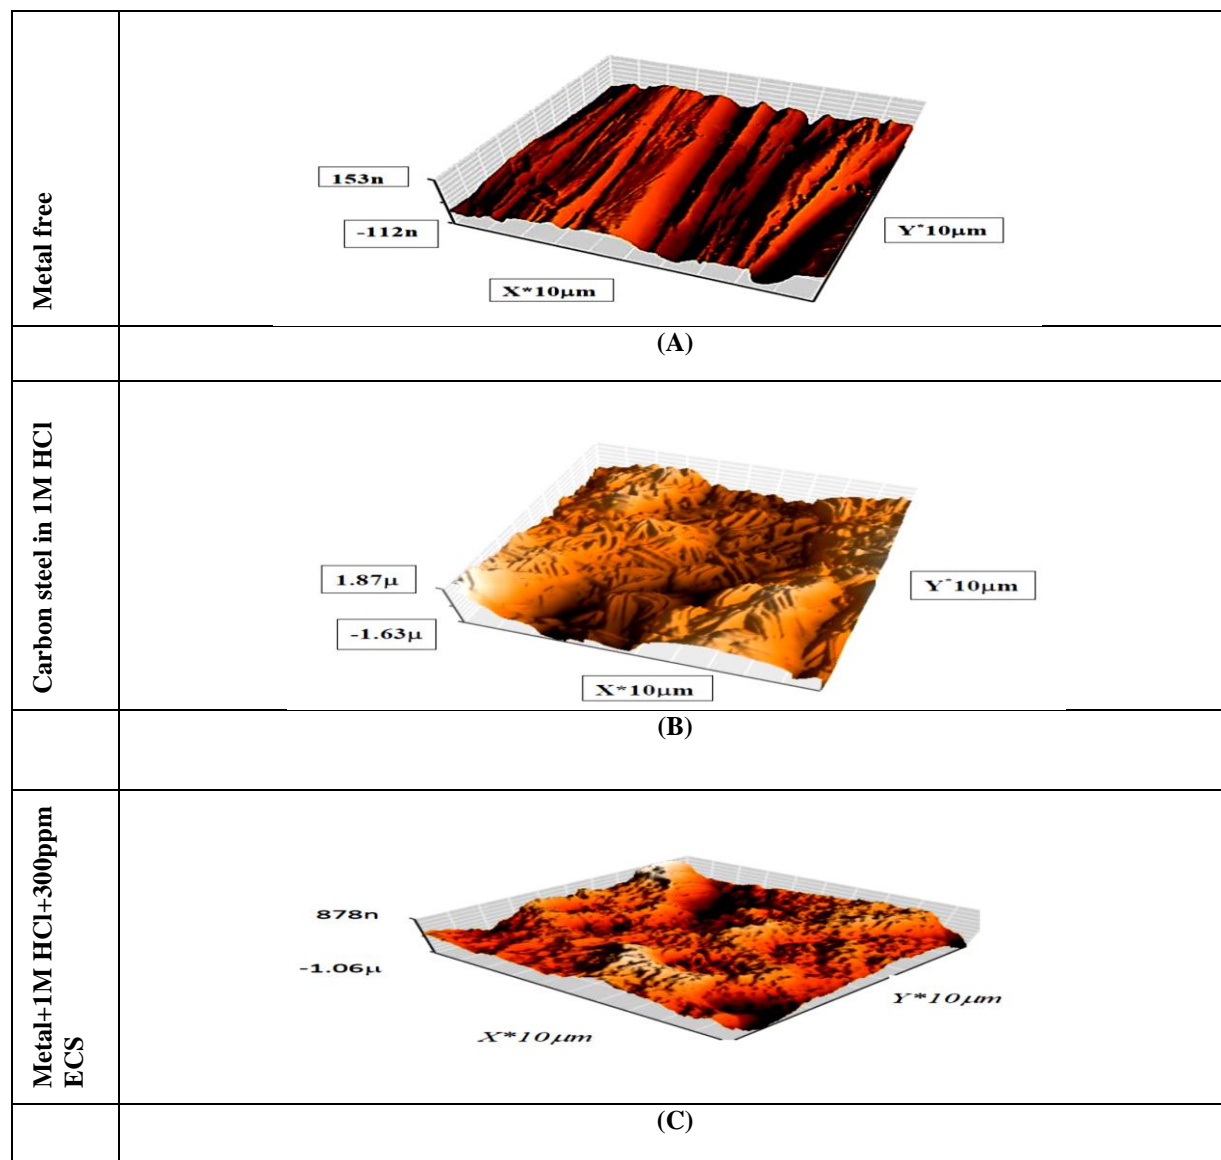 Metal free
153n
-112n
Y*10μm
X*10μm
(A)
Carbon steel in 1M HCl
1.87μ
-1.63μ
Y*10μm
X*10μm
(B)
Metal+1M HCl+300ppm
ECS
878n
-1.06μ
Y*10μm
X*10μm
(C)